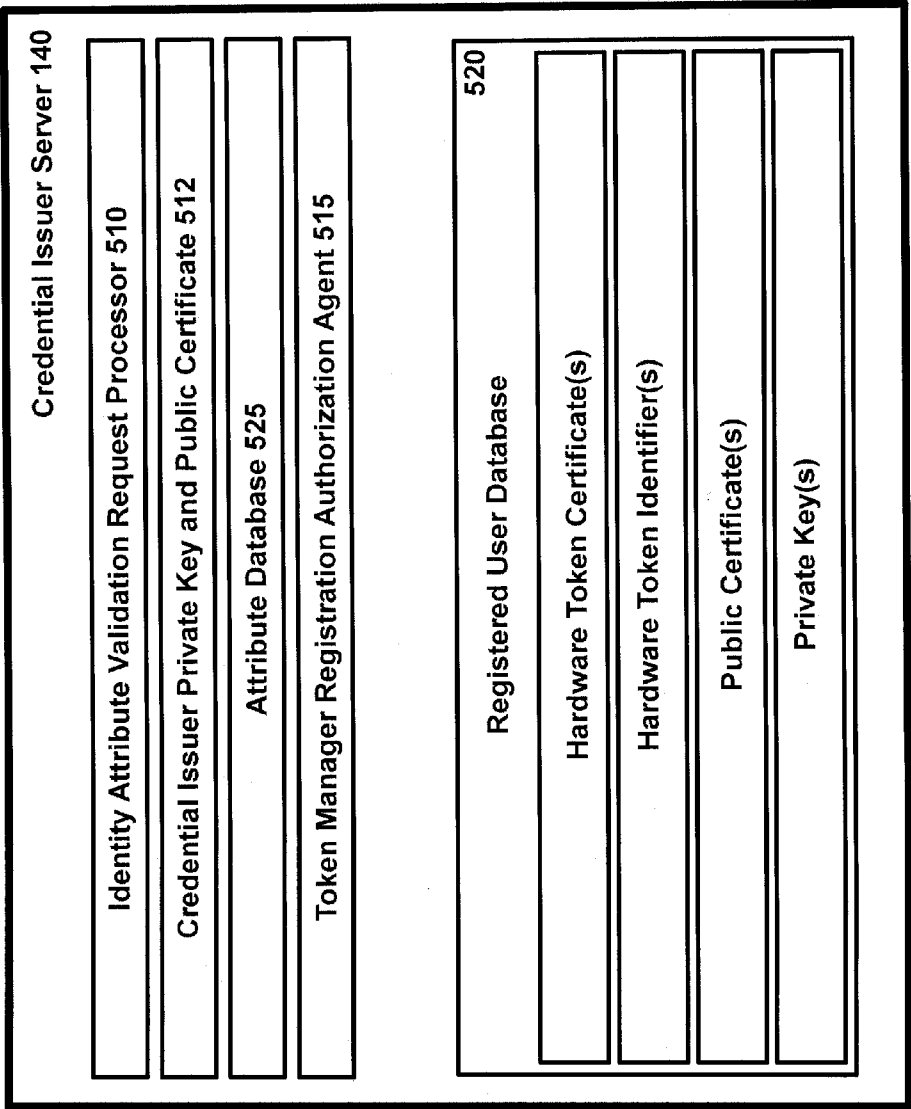 Credential Issuer Server 140
Identity Attribute Validation Request Processor 510
Credential Issuer Private Key and Public Certificate 512
Attribute Database 525
Token Manager Registration Authorization Agent 515
520
Registered User Database
Hardware Token Certificate(s)
Hardware Token Identifier(s)
Public Certificate(s)
Private Key(s)